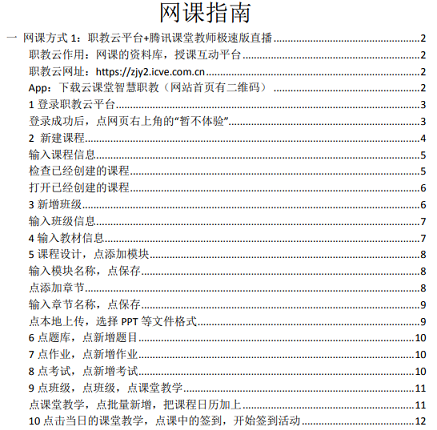 网课指南
一 网课方式 1：职教云平台+腾讯课堂教师极速版直播........................................2
职教云作用：网课的资料库，授课互动平台........................................2
职教云网址：https://zjy2.icve.com.cn........................................2
App：下载云课堂智慧职教（网站首页有二维码）........................................2
1 登录职教云平台........................................3
登录成功后，点网页右上角的“暂不体验”........................................3
2 新建课程........................................4
输入课程信息........................................5
检查已经创建的课程........................................5
打开已经创建的课程........................................6
3 新增班级........................................6
输入班级信息........................................7
4 输入教材信息........................................7
5 课程设计，点添加模块........................................8
输入模块名称，点保存........................................8
点添加章节........................................8
输入章节名称，点保存........................................9
点本地上传，选择 PPT 等文件格式........................................9
6 点题库，点新增题目........................................10
7 点作业，点新增作业........................................10
8 点考试，点新增考试........................................10
9 点班级，点班级，点课堂教学........................................11
点课堂教学，点批量新增，把课程日历加上........................................11
10 点击当日的课堂教学，点课中的签到，开始签到活动........................................12